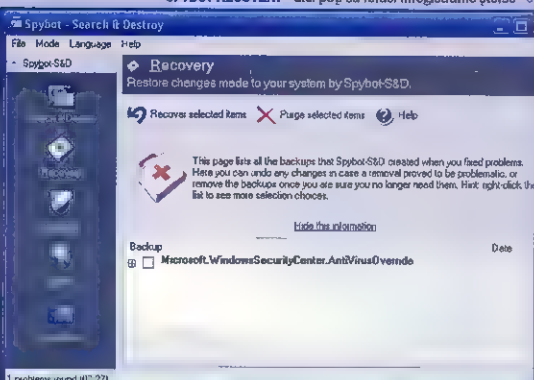 Spybot - Search & Destroy
File Mode Language Help
Spybot-S&D
Recovery
Restore changes made to your system by Spybot-S&D.
Recover selected items Purge selected items Help
Recovery
This page lists all the backups that Spybot-S&D created when you fixed problems.
Here you can undo any changes in case a removal proved to be problematic, or
remove the backups once you are sure you no longer need them. Hint: right-click the
list to see more selection choices.
Hide this information
Backup Date
Microsoft.WindowsSecurityCenter.AntiVirusOverride
1 problems found